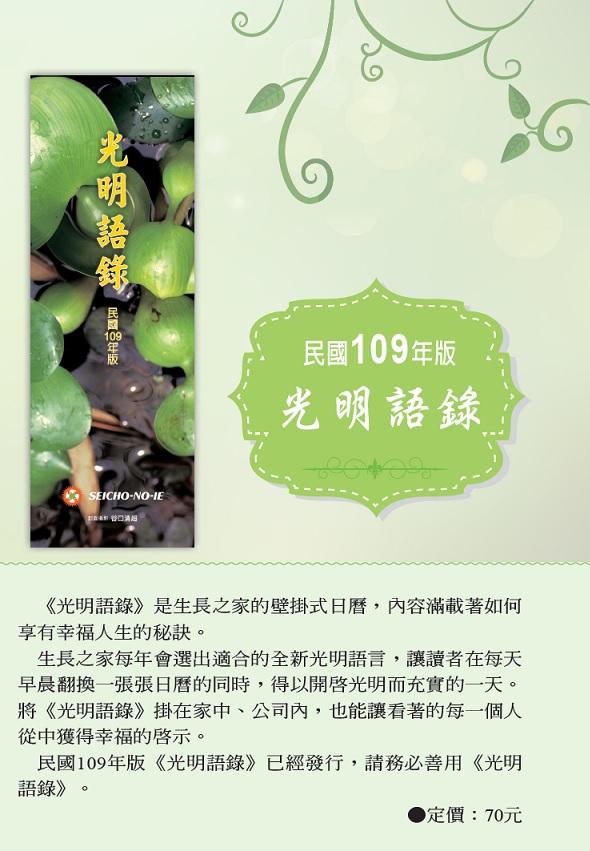 光明語錄
民國109年版
SEICHO-NO-IE
谷口清超
民國109年版
光明語錄
《光明語錄》是生長之家的壁掛式日曆，內容滿載著如何
享有幸福人生的秘訣。
生長之家每年會選出適合的全新光明語言，讓讀者在每天
早晨翻換一張張日曆的同時，得以開啓光明而充實的一天。
將《光明語錄》掛在家中、公司內，也能讓看著的每一個人
從中獲得幸福的啓示。
民國109年版《光明語錄》已經發行，請務必善用《光明
語錄》。
●定價：70元